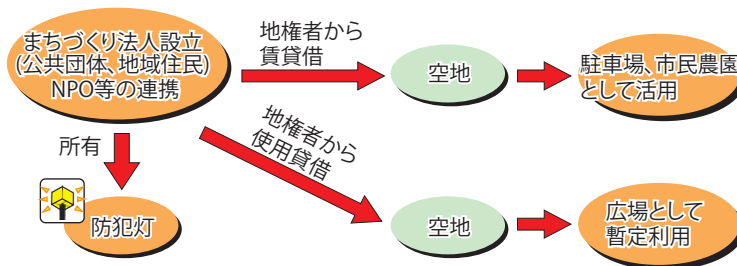 まちづくり法人設立
(公共団体、地域住民)
NPO等の連携
地権者から
賃貸借
空地
駐車場、市民農園
として活用
所有
防犯灯
地権者から
使用貸借
空地
広場として
暫定利用